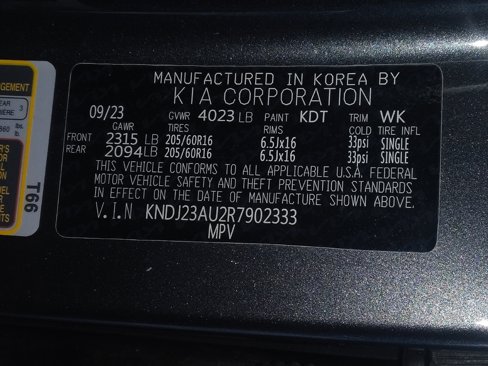 MANUFACTURED IN KOREA BY
KIA CORPORATION
09/23 GVWR 4023 LB PAINT KDT TRIM WK
GAWR TIRES RIMS COLD TIRE INFL
FRONT 2315 LB 205/60R16 6.5Jx16 33psi SINGLE
REAR 2094 LB 205/60R16 6.5Jx16 33psi SINGLE
THIS VEHICLE CONFORMS TO ALL APPLICABLE U.S.A. FEDERAL
MOTOR VEHICLE SAFETY AND THEFT PREVENTION STANDARDS
IN EFFECT ON THE DATE OF MANUFACTURE SHOWN ABOVE.
V.I.N KNDJ23AU2R7902333
MPV
T66